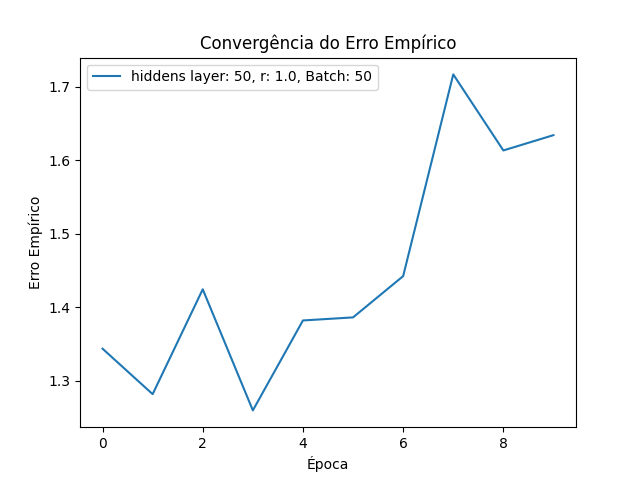 Convergência do Erro Empírico
hiddens layer: 50, r: 1.0, Batch: 50
Erro Empírico
1.7
1.6
1.5
1.4
1.3
0 2 4 6 8
Época